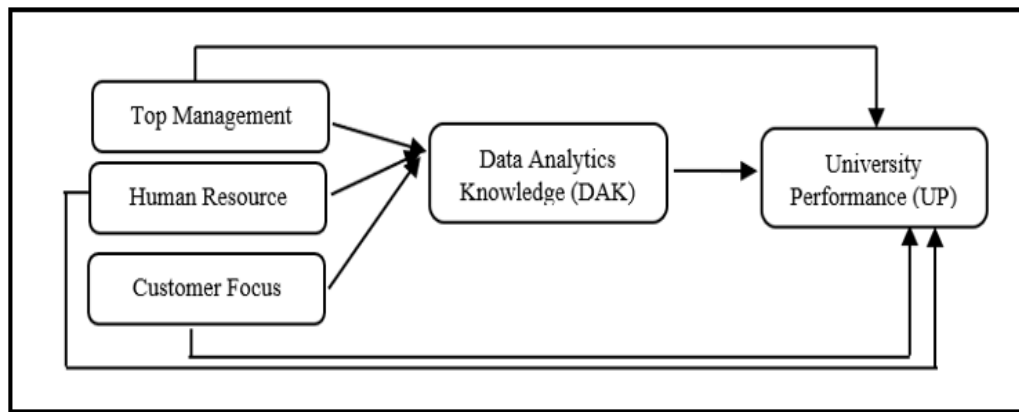 Top Management
Human Resource
Customer Focus
Data Analytics
Knowledge (DAK)
University
Performance (UP)